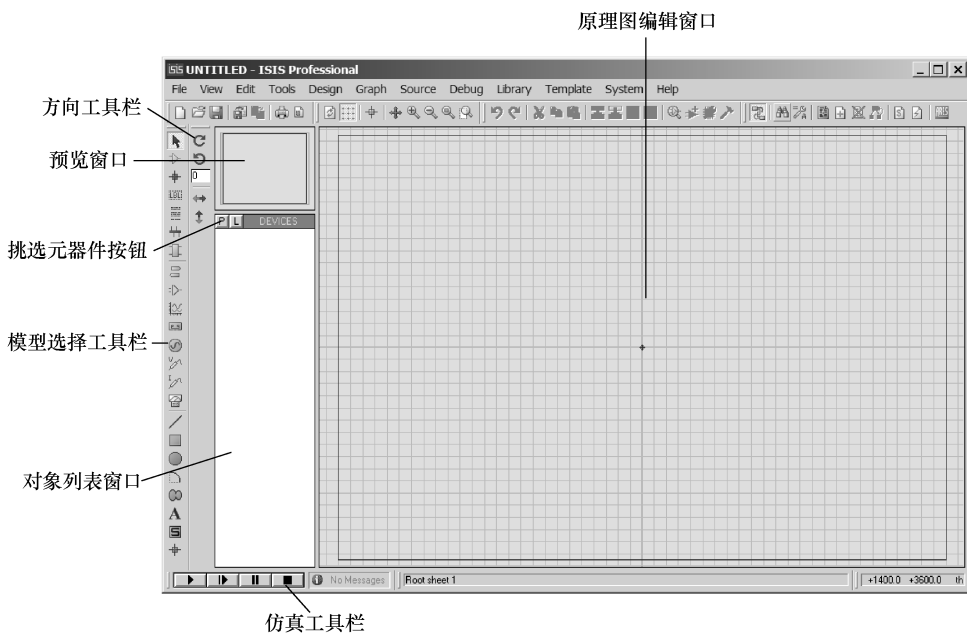 原理图编辑窗口
ISIS UNTITLED - ISIS Professional
File View Edit Tools Design Graph Source Debug Library Template System Help
方向工具栏
预览窗口
0
挑选元器件按钮
P L DEVICES
模型选择工具栏
对象列表窗口
A
S
No Messages Root sheet 1 +1400.0 +3600.0 th
仿真工具栏